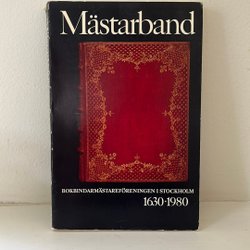 Mästarband
BOKBINDARMÄSTAREFÖRENINGEN I STOCKHOLM
1630·1980